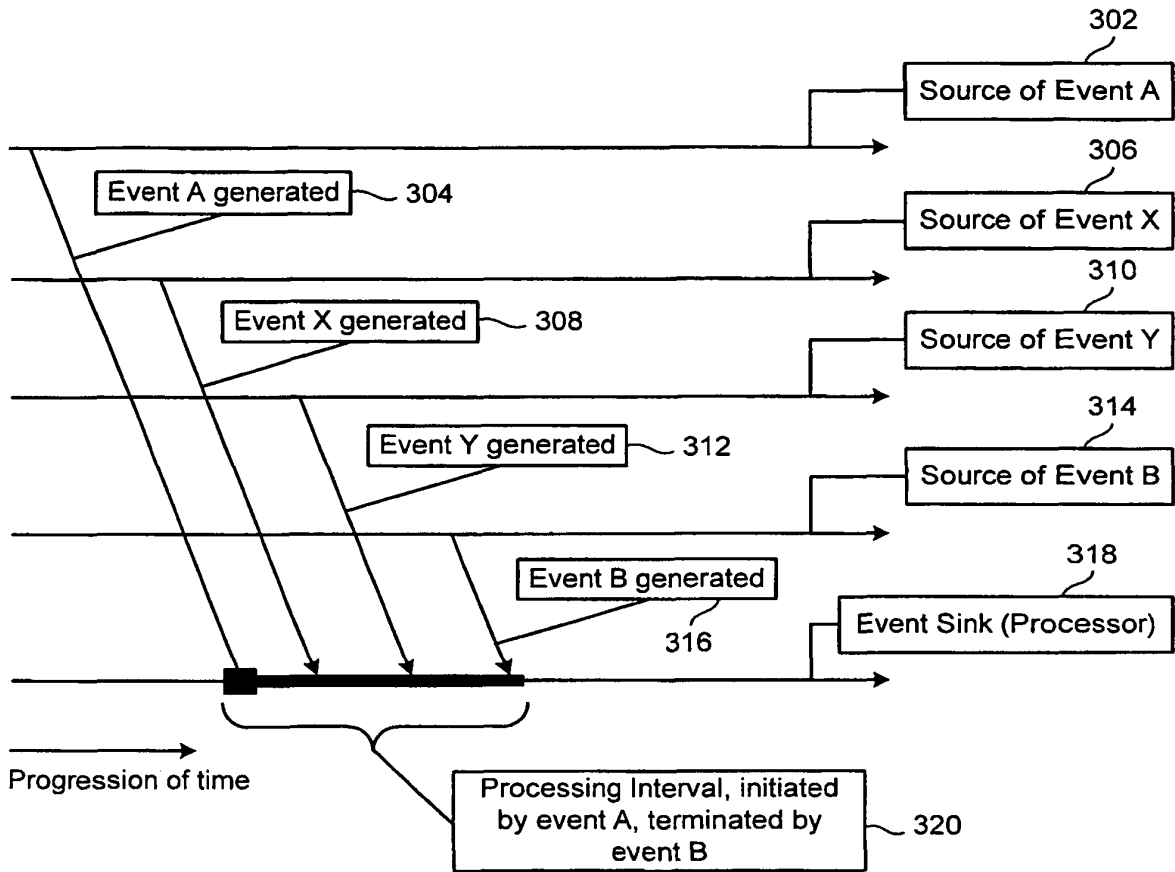 302
Source of Event A
306
Event A generated
304
Source of Event X
310
Event X generated
308
Source of Event Y
314
Event Y generated
312
Source of Event B
318
Event B generated
316
Event Sink (Processor)
Progression of time
Processing Interval, initiated
by event A, terminated by
event B
320